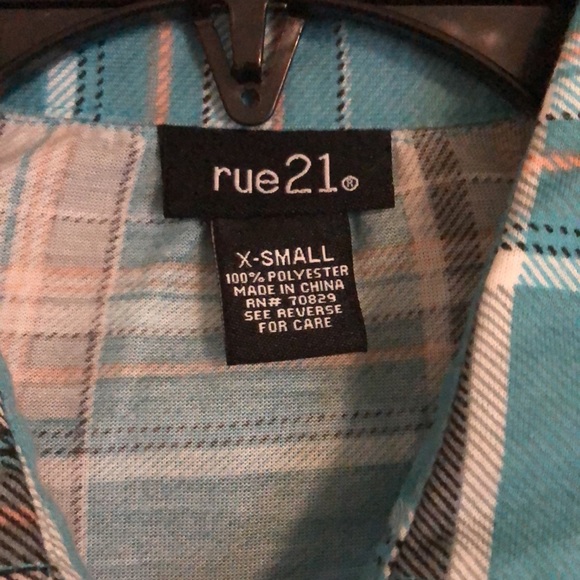 rue21®
X-SMALL
100% POLYESTER
MADE IN CHINA
RN# 70829
SEE REVERSE
FOR CARE